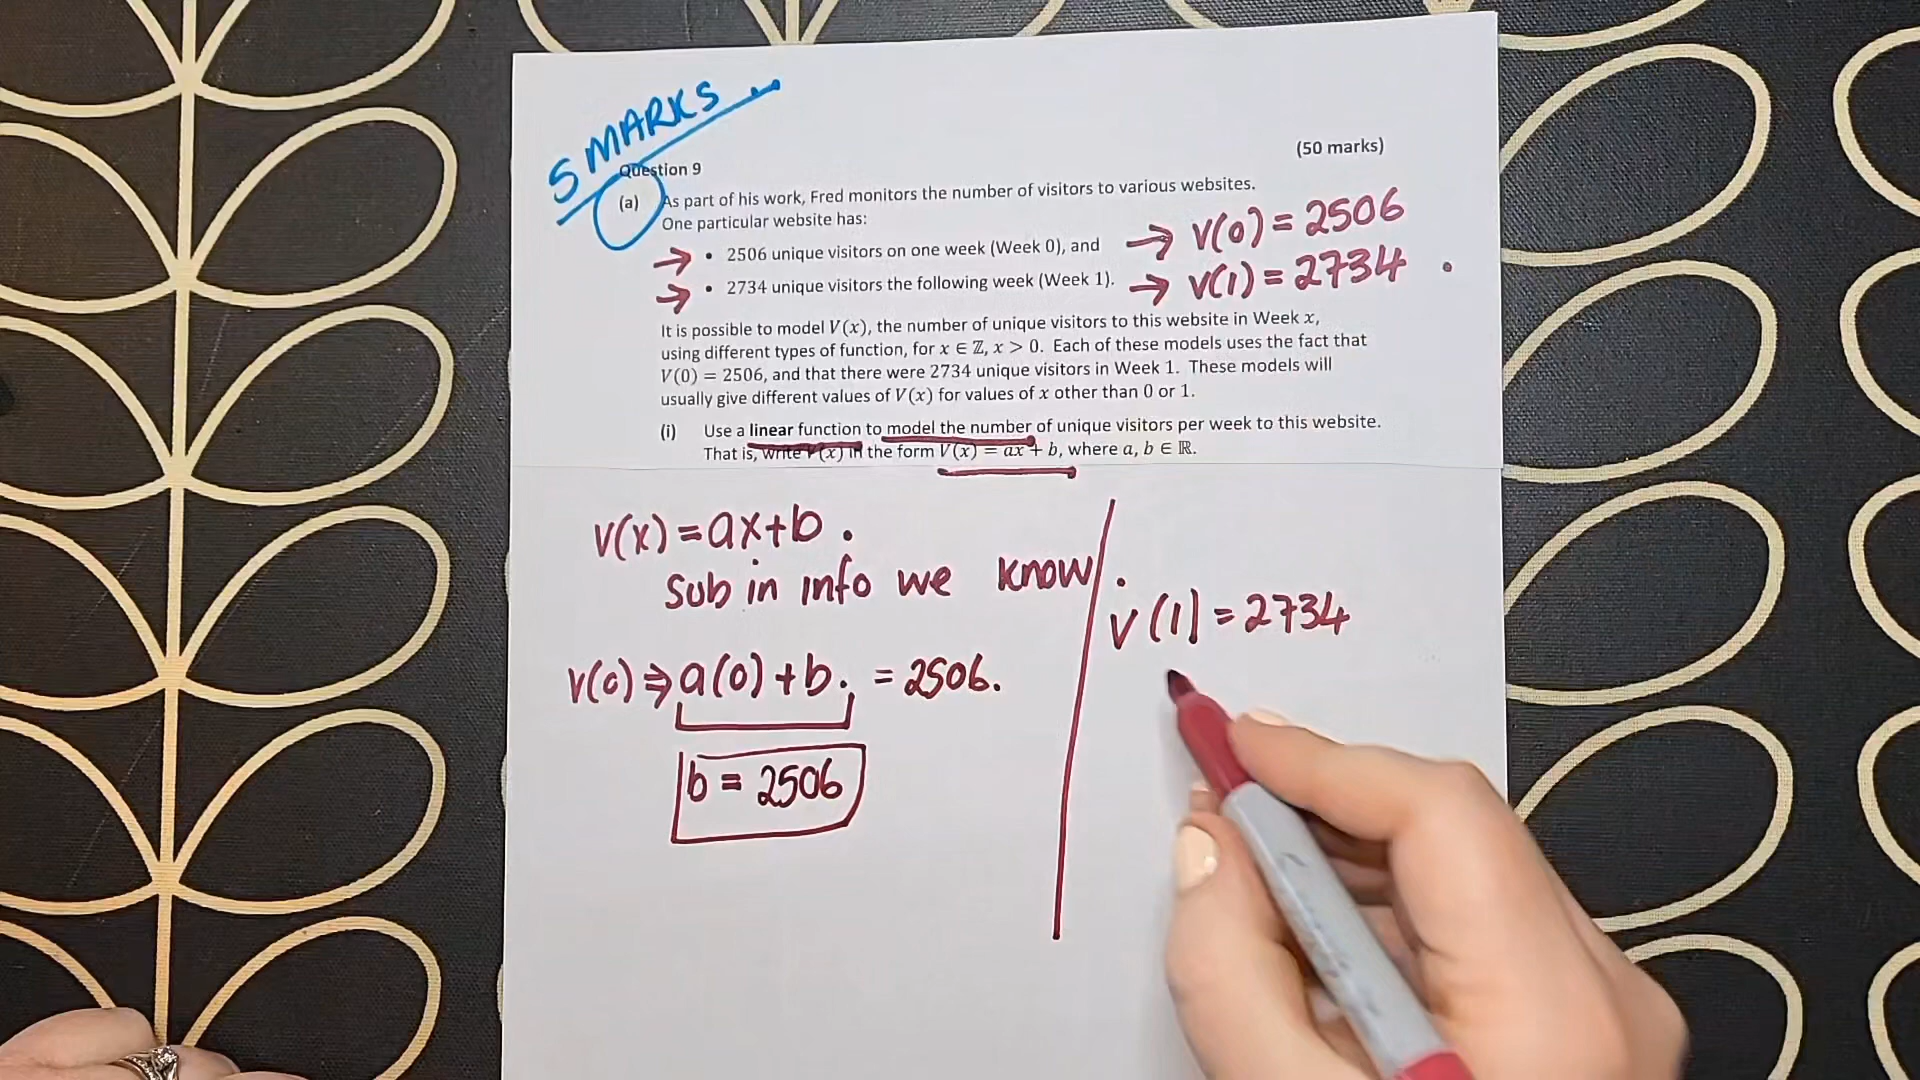 5 MARKS
(50 marks)
Question 9
(a) As part of his work, Fred monitors the number of visitors to various websites.
One particular website has:
→ • 2506 unique visitors on one week (Week 0), and → V(0) = 2506
→ • 2734 unique visitors the following week (Week 1). → V(1) = 2734 .
It is possible to model V(x), the number of unique visitors to this website in Week x,
using different types of function, for x ∈ ℤ, x > 0. Each of these models uses the fact that
V(0) = 2506, and that there were 2734 unique visitors in Week 1. These models will
usually give different values of V(x) for values of x other than 0 or 1.
(i) Use a linear function to model the number of unique visitors per week to this website.
That is, write V(x) in the form V(x) = ax + b, where a, b ∈ ℝ.
V(x) = ax+b .
Sub in info we know .
V(0) ⇒ a(0) + b. = 2506.
b = 2506
V(1) = 2734